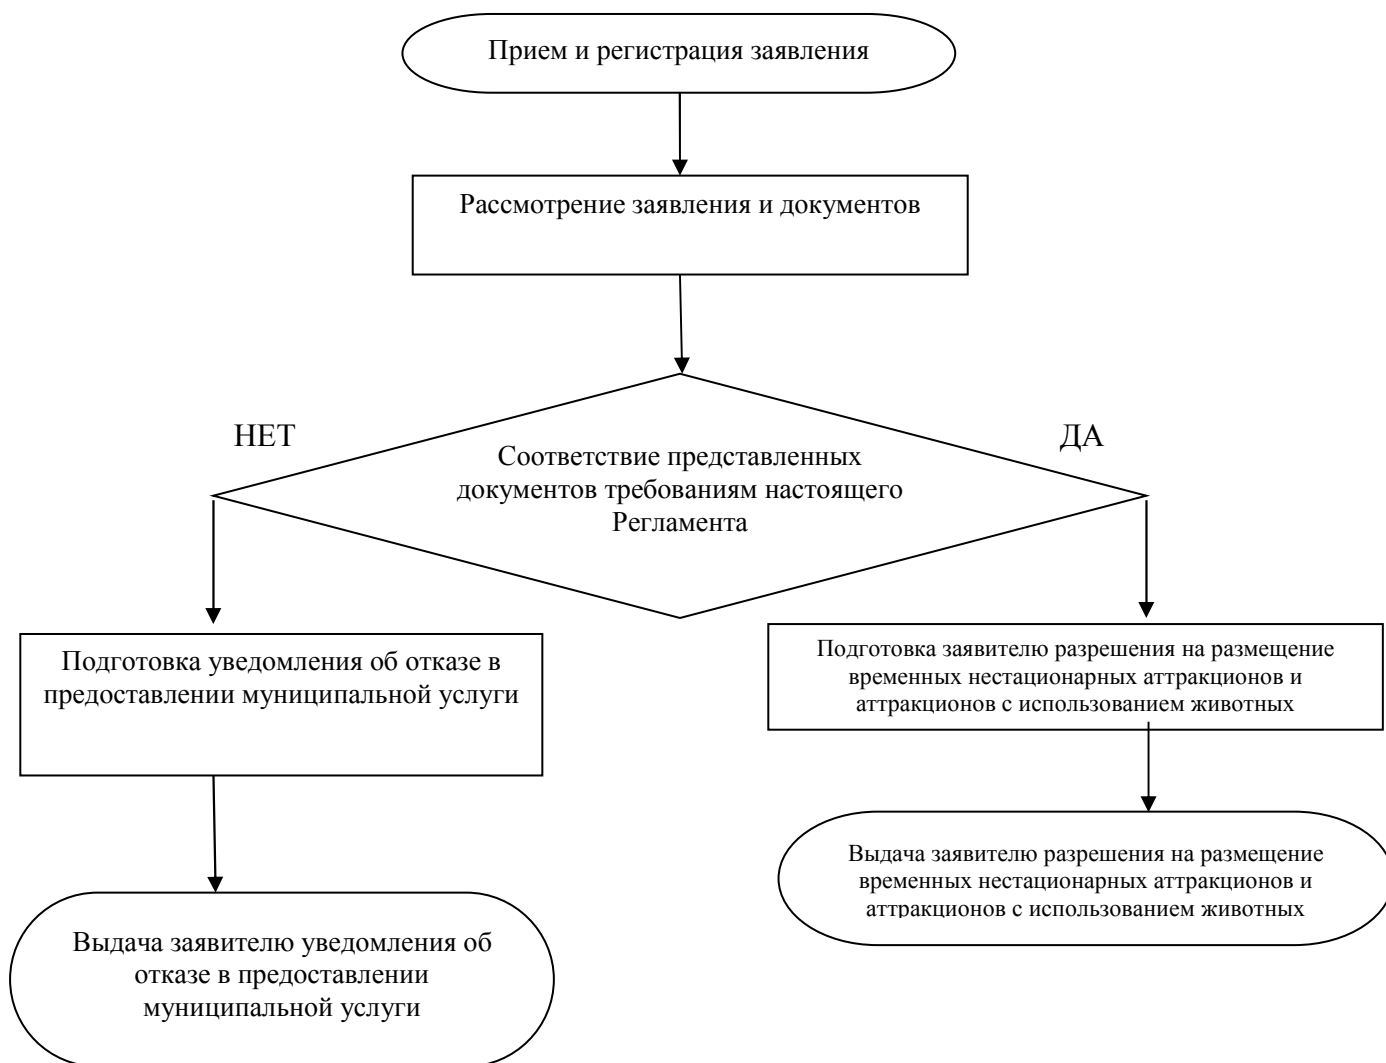 Прием и регистрация заявления
Рассмотрение заявления и документов
НЕТ
ДА
Соответствие представленных
документов требованиям настоящего
Регламента
Подготовка уведомления об отказе в
предоставлении муниципальной услуги
Подготовка заявителю разрешения на размещение
временных нестационарных аттракционов и
аттракционов с использованием животных
Выдача заявителю разрешения на размещение
временных нестационарных аттракционов и
аттракционов с использованием животных
Выдача заявителю уведомления об
отказе в предоставлении
муниципальной услуги